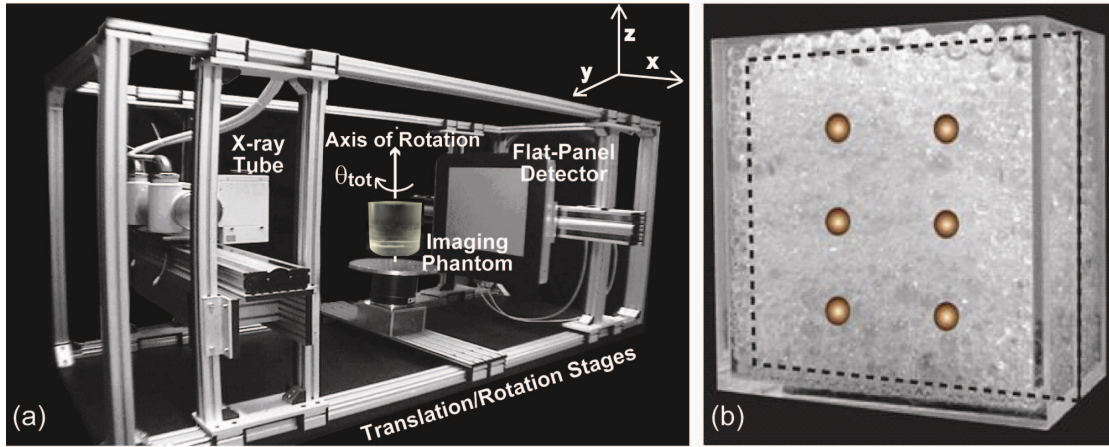 z
y
x
X-ray
Tube
Axis of Rotation
θtot
Flat-Panel
Detector
Imaging
Phantom
Translation/Rotation Stages
(a)
(b)